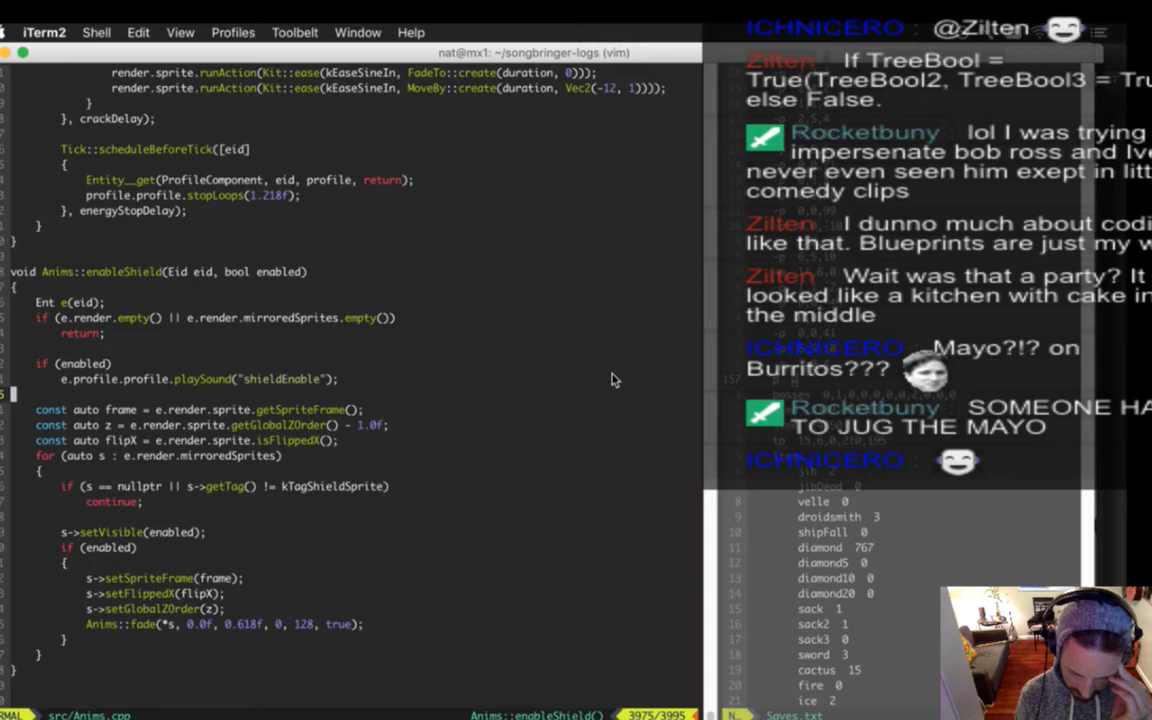 iTerm2 Shell Edit View Profiles Toolbelt Window Help
nat@mx1: ~/songbringer-logs (vim)
render.sprite.runAction(Kit::ease(kEaseSineIn, FadeTo::create(duration, 0)));
render.sprite.runAction(Kit::ease(kEaseSineIn, MoveBy::create(duration, Vec2(-12, 1))));
}
}, crackDelay);
Tick::scheduleBeforeTick([eid]
{
Entity__get(ProfileComponent, eid, profile, return);
profile.profile.stopLoops(1.218f);
}, energyStopDelay);
}
}
void Anims::enableShield(Eid eid, bool enabled)
{
Ent e(eid);
if (e.render.empty() || e.render.mirroredSprites.empty())
return;
if (enabled)
e.profile.profile.playSound("shieldEnable");
const auto frame = e.render.sprite.getSpriteFrame();
const auto z = e.render.sprite.getGlobalZOrder() - 1.0f;
const auto flipX = e.render.sprite.isFlippedX();
for (auto s : e.render.mirroredSprites)
{
if (s == nullptr || s->getTag() != kTagShieldSprite)
continue;
s->setVisible(enabled);
if (enabled)
{
s->setSpriteFrame(frame);
s->setFlippedX(flipX);
s->setGlobalZOrder(z);
Anims::fade(*s, 0.0f, 0.618f, 0, 128, true);
}
}
}
RMAL src/Anims.cpp Anims::enableShield() 3975/3995
ICHNICERO : @Zilten
Zilten : If TreeBool =
True(TreeBool2, TreeBool3 = Tru
else False.
Rocketbuny : lol I was trying
impersenate bob ross and Ive
never even seen him exept in litt
comedy clips
Zilten : I dunno much about codi
like that. Blueprints are just my w
Zilten : Wait was that a party? It
looked like a kitchen with cake in
the middle
ICHNICERO : Mayo?!? on
Burritos???
Rocketbuny : SOMEONE HA
TO JUG THE MAYO
ICHNICERO :
157
jib 2
jibDead 0
8 velle 0
9 droidsmith 3
10 shipFall 0
11 diamond 767
12 diamond5 0
13 diamond10 0
14 diamond20 0
15 sack 1
16 sack2 1
17 sack3 0
18 sword 3
19 cactus 15
20 fire 0
21 ice 2
N… Saves.txt